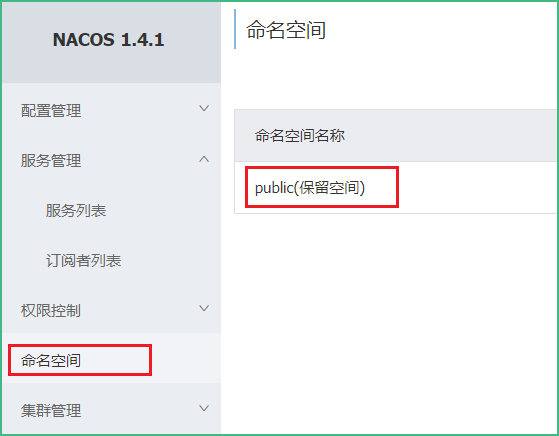 NACOS 1.4.1
配置管理
服务管理
服务列表
订阅者列表
权限控制
命名空间
集群管理
命名空间
命名空间名称
public(保留空间)